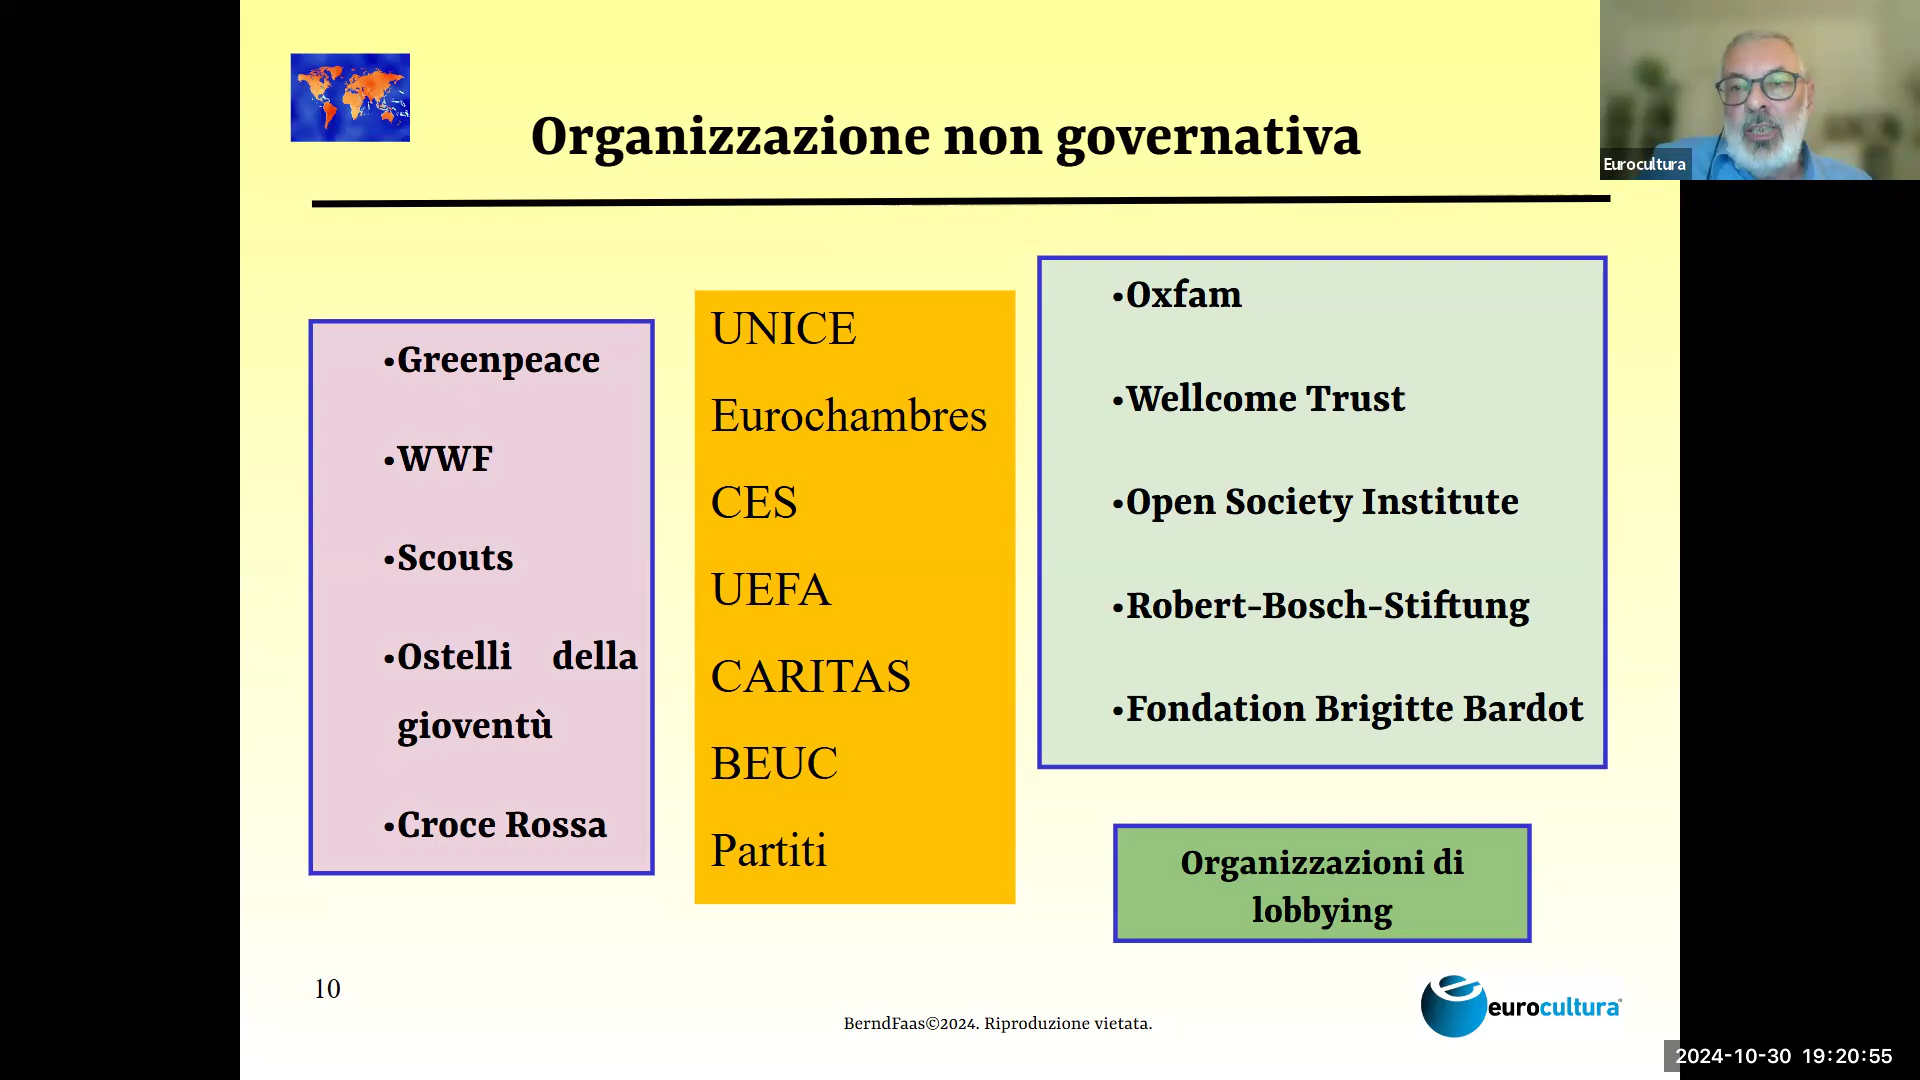 Organizzazione non governativa
Eurocultura
•Greenpeace
•WWF
•Scouts
•Ostelli della
gioventù
•Croce Rossa
UNICE
Eurochambres
CES
UEFA
CARITAS
BEUC
Partiti
•Oxfam
•Wellcome Trust
•Open Society Institute
•Robert-Bosch-Stiftung
•Fondation Brigitte Bardot
Organizzazioni di
lobbying
10
BerndFaas©2024. Riproduzione vietata.
eurocultura
2024-10-30 19:20:55